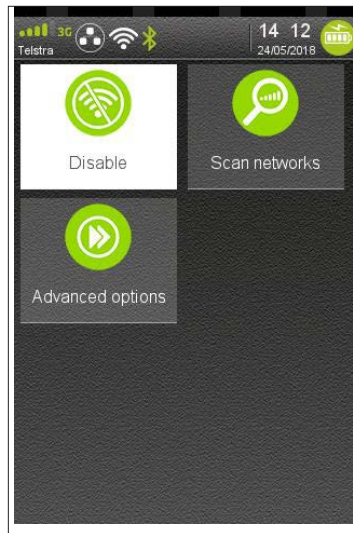 3G
14 12
Telstra
24/05/2018
Disable
Scan networks
Advanced options